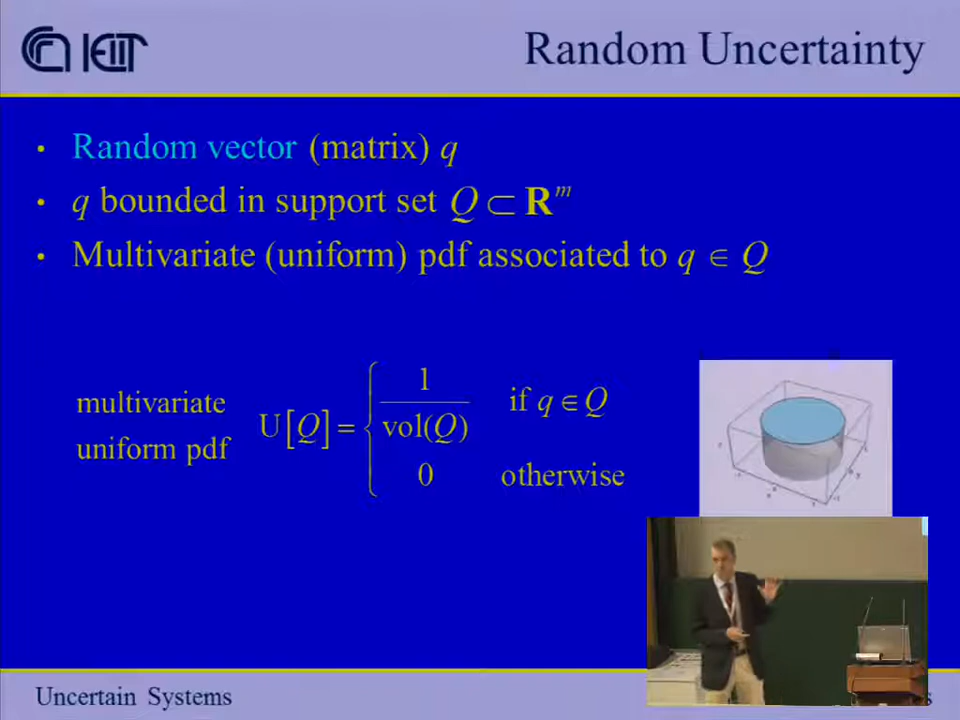 IEIIT
Random Uncertainty
• Random vector (matrix) q
• q bounded in support set Q ⊂ R^m
• Multivariate (uniform) pdf associated to q ∈ Q
multivariate
uniform pdf
U[Q] = { 1/vol(Q) if q ∈ Q
0 otherwise
Uncertain Systems